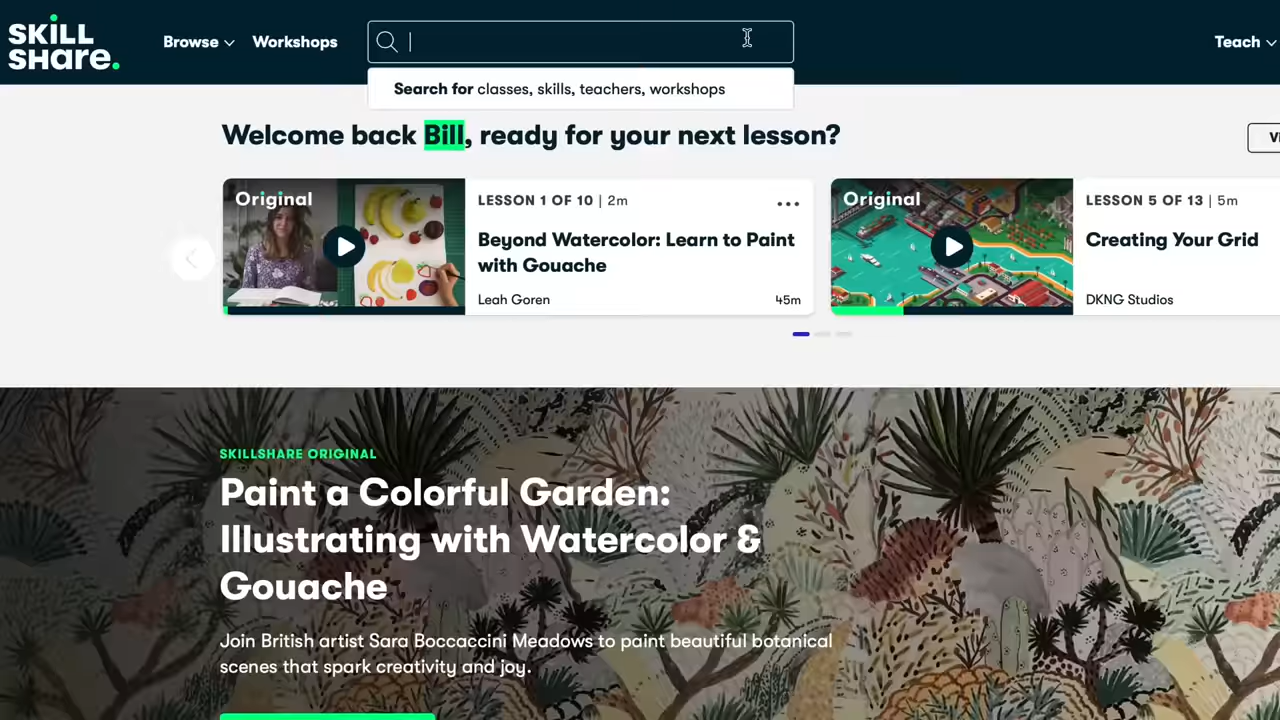 SKILL
SHARE.
Browse
Workshops
Teach
Search for classes, skills, teachers, workshops
Welcome back Bill, ready for your next lesson?
Original
LESSON 1 OF 10 | 2m
Beyond Watercolor: Learn to Paint
with Gouache
Leah Goren
45m
Original
LESSON 5 OF 13 | 5m
Creating Your Grid
DKNG Studios
SKILLSHARE ORIGINAL
Paint a Colorful Garden:
Illustrating with Watercolor &
Gouache
Join British artist Sara Boccaccini Meadows to paint beautiful botanical
scenes that spark creativity and joy.